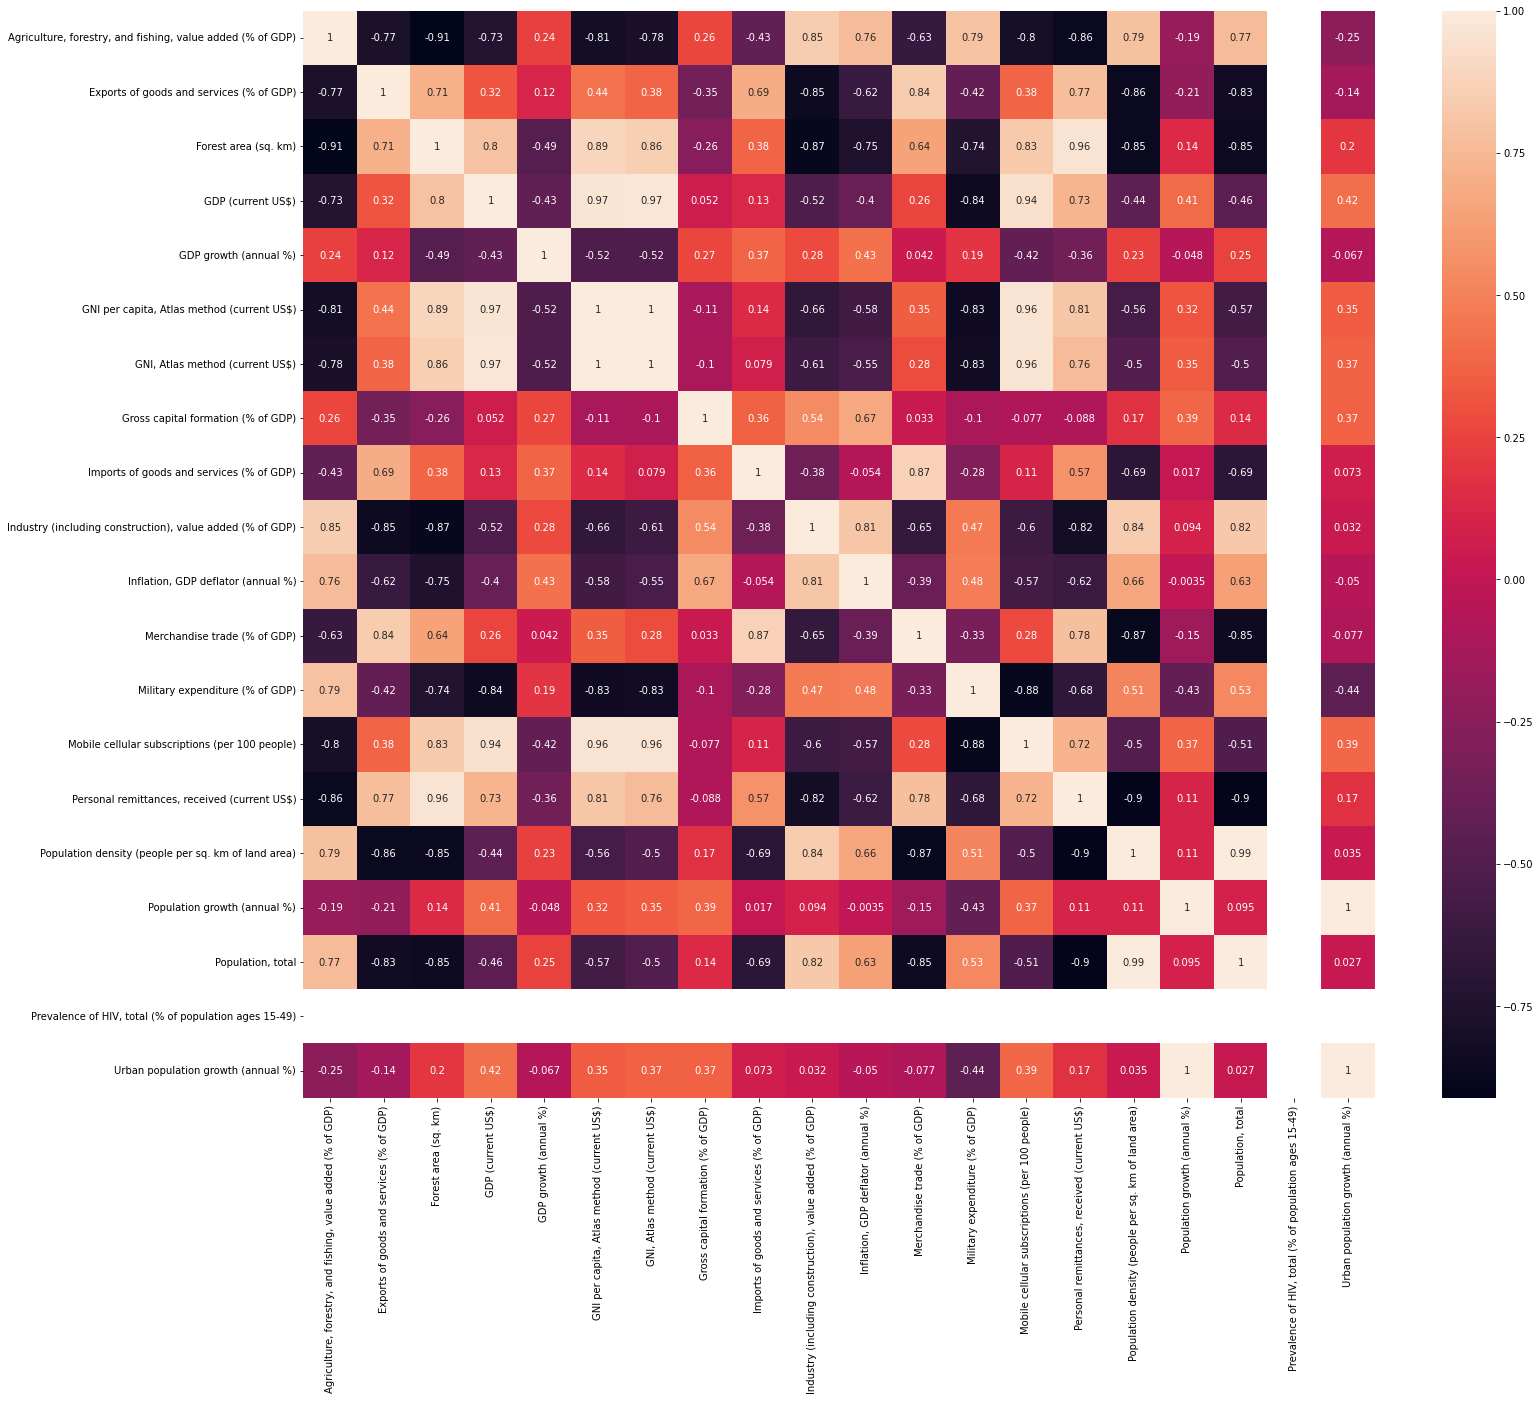 1.00
Agriculture, forestry, and fishing, value added (% of GDP) 1 -0.77 -0.91 -0.73 0.24 -0.81 -0.78 0.26 -0.43 0.85 0.76 -0.63 0.79 -0.8 -0.86 0.79 -0.19 0.77 -0.25
Exports of goods and services (% of GDP) -0.77 1 0.71 0.32 0.12 0.44 0.38 -0.35 0.69 -0.85 -0.62 0.84 -0.42 0.38 0.77 -0.86 -0.21 -0.83 -0.14
Forest area (sq. km) -0.91 0.71 1 0.8 -0.49 0.89 0.86 -0.26 0.38 -0.87 -0.75 0.64 -0.74 0.83 0.96 -0.85 0.14 -0.85 0.2
0.75
GDP (current US$) -0.73 0.32 0.8 1 -0.43 0.97 0.97 0.052 0.13 -0.52 -0.4 0.26 -0.84 0.94 0.73 -0.44 0.41 -0.46 0.42
GDP growth (annual %) 0.24 0.12 -0.49 -0.43 1 -0.52 -0.52 0.27 0.37 0.28 0.43 0.042 0.19 -0.42 -0.36 0.23 -0.048 0.25 -0.067
0.50
GNI per capita, Atlas method (current US$) -0.81 0.44 0.89 0.97 -0.52 1 1 -0.11 0.14 -0.66 -0.58 0.35 -0.83 0.96 0.81 -0.56 0.32 -0.57 0.35
GNI, Atlas method (current US$) -0.78 0.38 0.86 0.97 -0.52 1 1 -0.1 0.079 -0.61 -0.55 0.28 -0.83 0.96 0.76 -0.5 0.35 -0.5 0.37
Gross capital formation (% of GDP) 0.26 -0.35 -0.26 0.052 0.27 -0.11 -0.1 1 0.36 0.54 0.67 0.033 -0.1 -0.077 -0.088 0.17 0.39 0.14 0.37
0.25
Imports of goods and services (% of GDP) -0.43 0.69 0.38 0.13 0.37 0.14 0.079 0.36 1 -0.38 -0.054 0.87 -0.28 0.11 0.57 -0.69 0.017 -0.69 0.073
Industry (including construction), value added (% of GDP) 0.85 -0.85 -0.87 -0.52 0.28 -0.66 -0.61 0.54 -0.38 1 0.81 -0.65 0.47 -0.6 -0.82 0.84 0.094 0.82 0.032
Inflation, GDP deflator (annual %) 0.76 -0.62 -0.75 -0.4 0.43 -0.58 -0.55 0.67 -0.054 0.81 1 -0.39 0.48 -0.57 -0.62 0.66 -0.0035 0.63 -0.05
0.00
Merchandise trade (% of GDP) -0.63 0.84 0.64 0.26 0.042 0.35 0.28 0.033 0.87 -0.65 -0.39 1 -0.33 0.28 0.78 -0.87 -0.15 -0.85 -0.077
Military expenditure (% of GDP) 0.79 -0.42 -0.74 -0.84 0.19 -0.83 -0.83 -0.1 -0.28 0.47 0.48 -0.33 1 -0.88 -0.68 0.51 -0.43 0.53 -0.44
−0.25
Mobile cellular subscriptions (per 100 people) -0.8 0.38 0.83 0.94 -0.42 0.96 0.96 -0.077 0.11 -0.6 -0.57 0.28 -0.88 1 0.72 -0.5 0.37 -0.51 0.39
Personal remittances, received (current US$) -0.86 0.77 0.96 0.73 -0.36 0.81 0.76 -0.088 0.57 -0.82 -0.62 0.78 -0.68 0.72 1 -0.9 0.11 -0.9 0.17
Population density (people per sq. km of land area) 0.79 -0.86 -0.85 -0.44 0.23 -0.56 -0.5 0.17 -0.69 0.84 0.66 -0.87 0.51 -0.5 -0.9 1 0.11 0.99 0.035
−0.50
Population growth (annual %) -0.19 -0.21 0.14 0.41 -0.048 0.32 0.35 0.39 0.017 0.094 -0.0035 -0.15 -0.43 0.37 0.11 0.11 1 0.095 1
Population, total 0.77 -0.83 -0.85 -0.46 0.25 -0.57 -0.5 0.14 -0.69 0.82 0.63 -0.85 0.53 -0.51 -0.9 0.99 0.095 1 0.027
−0.75
Prevalence of HIV, total (% of population ages 15-49)
Urban population growth (annual %) -0.25 -0.14 0.2 0.42 -0.067 0.35 0.37 0.37 0.073 0.032 -0.05 -0.077 -0.44 0.39 0.17 0.035 1 0.027 1
Agriculture, forestry, and fishing, value added (% of GDP)
Exports of goods and services (% of GDP)
Forest area (sq. km)
GDP (current US$)
GDP growth (annual %)
GNI per capita, Atlas method (current US$)
GNI, Atlas method (current US$)
Gross capital formation (% of GDP)
Imports of goods and services (% of GDP)
Industry (including construction), value added (% of GDP)
Inflation, GDP deflator (annual %)
Merchandise trade (% of GDP)
Military expenditure (% of GDP)
Mobile cellular subscriptions (per 100 people)
Personal remittances, received (current US$)
Population density (people per sq. km of land area)
Population growth (annual %)
Population, total
Prevalence of HIV, total (% of population ages 15-49)
Urban population growth (annual %)